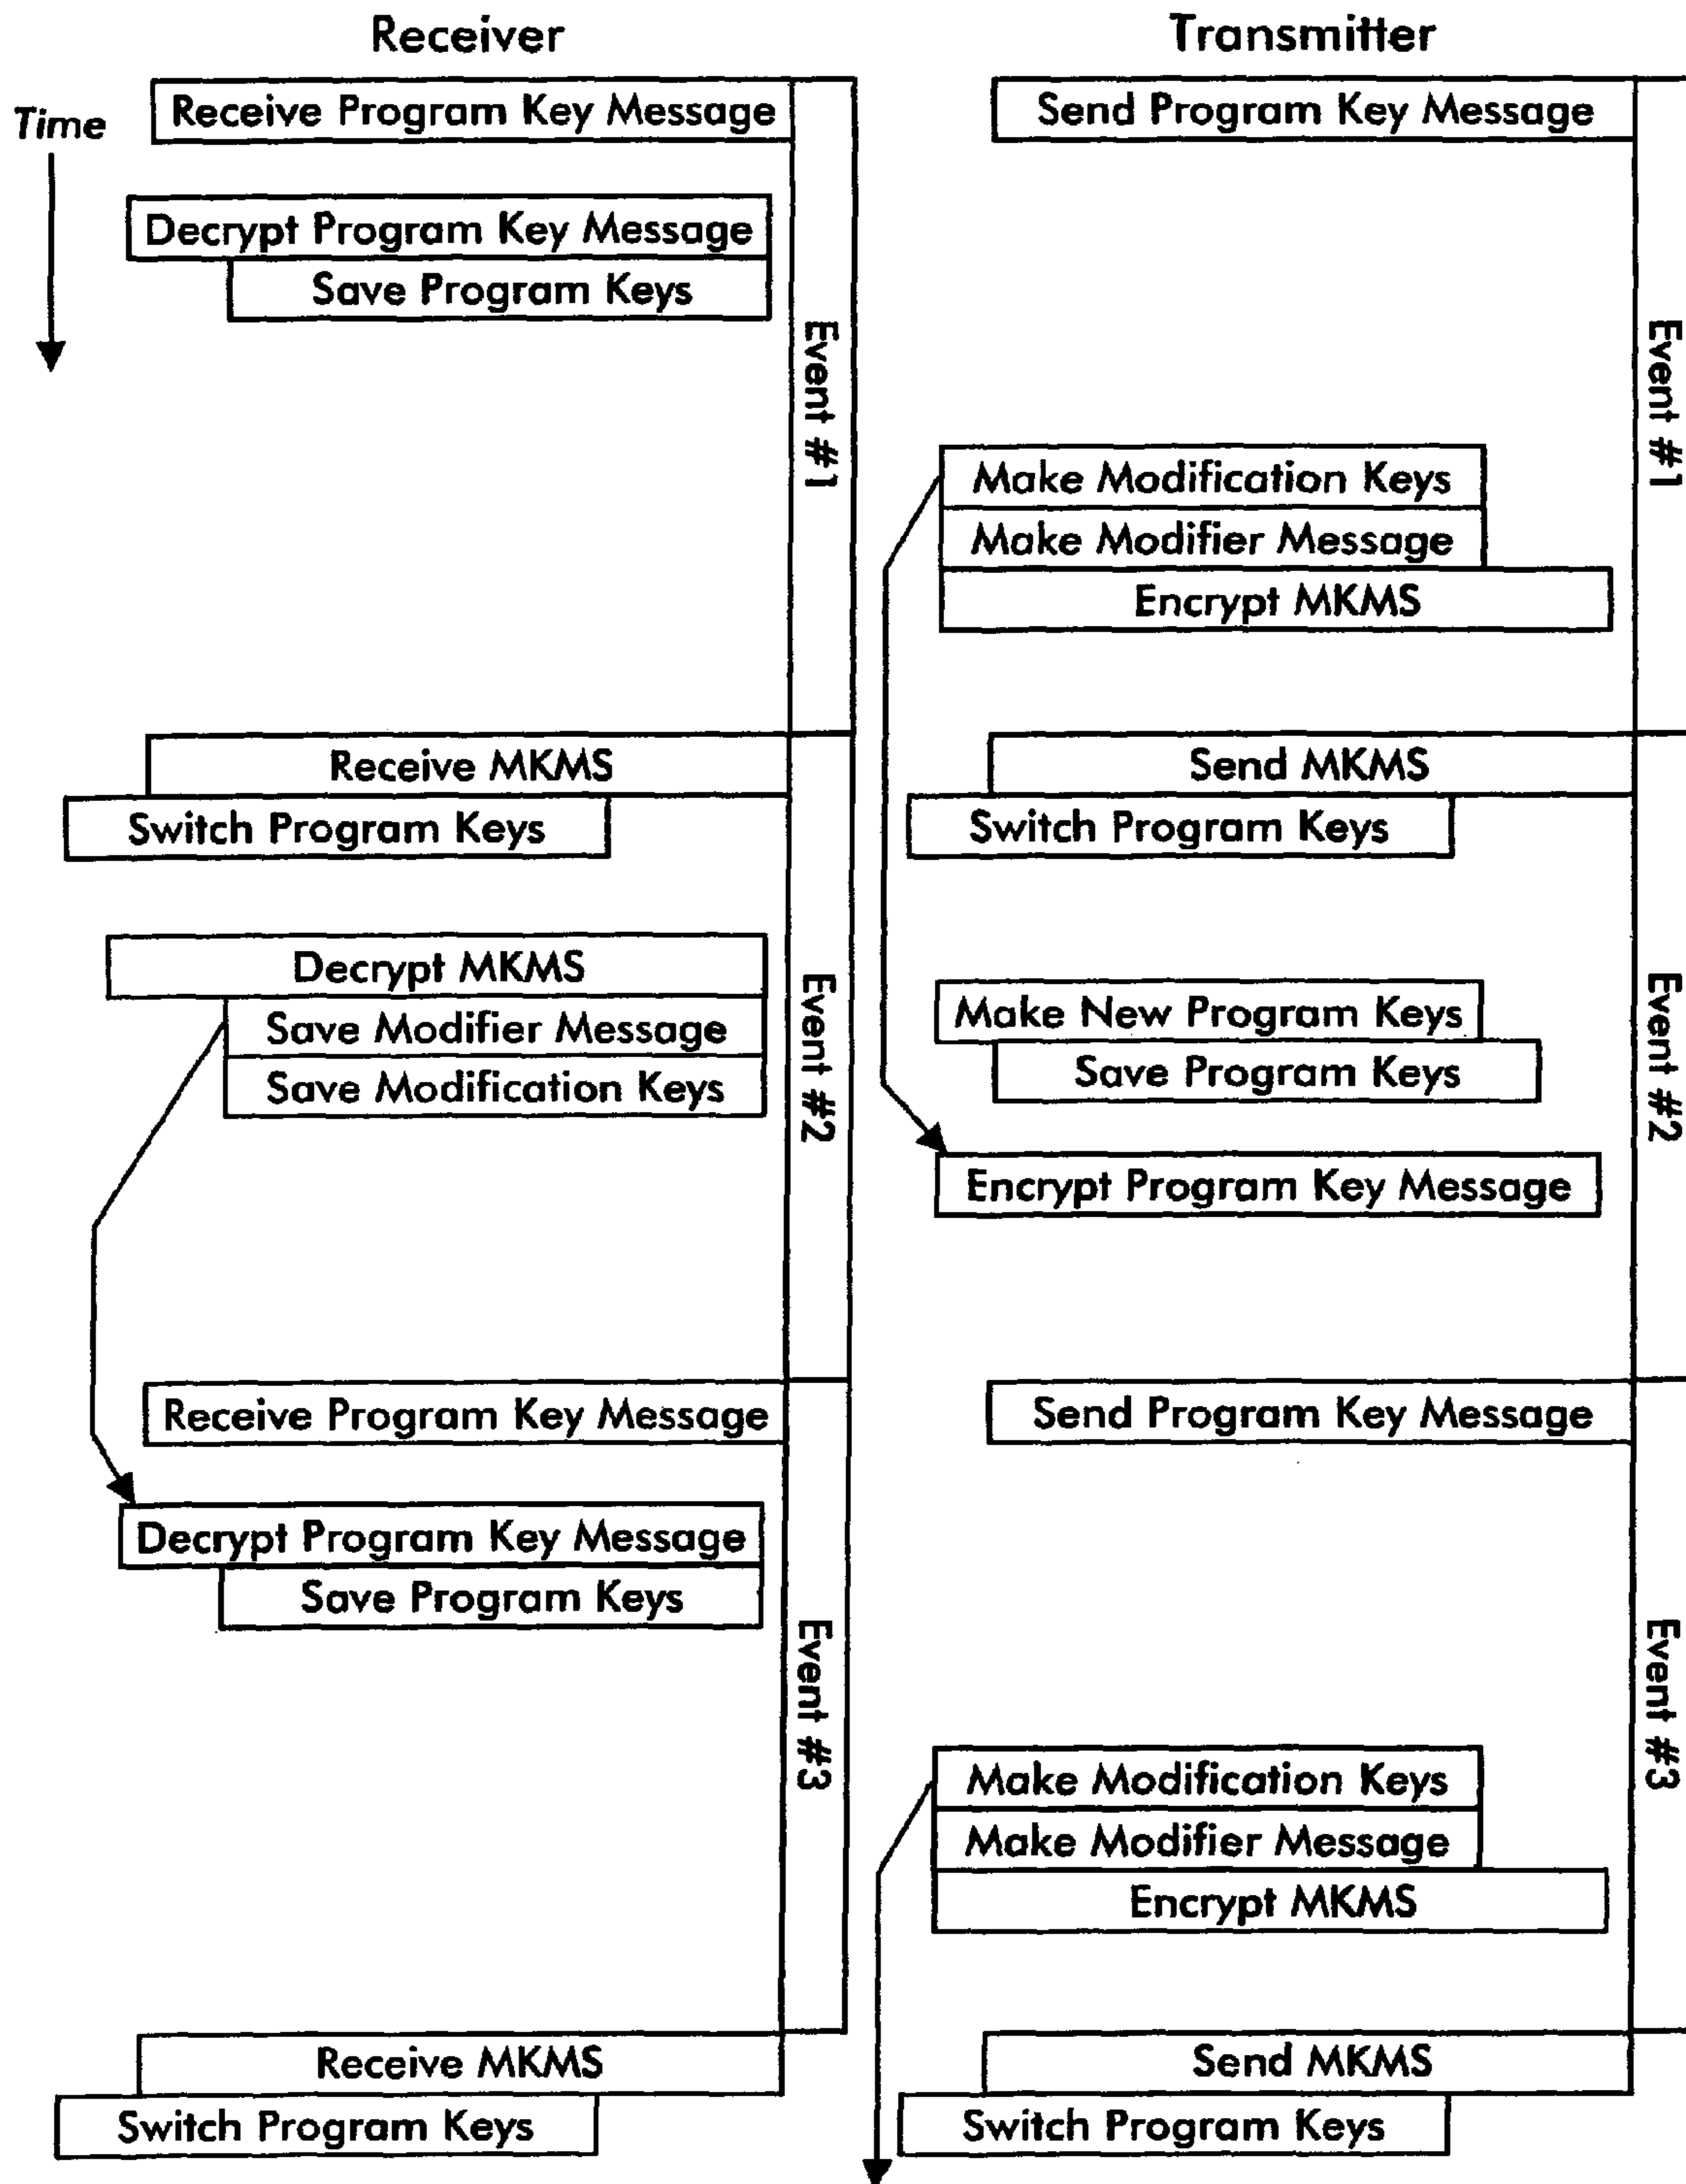 Receiver
Transmitter
Time
Receive Program Key Message
Send Program Key Message
Decrypt Program Key Message
Save Program Keys
Event #1
Event #1
Make Modification Keys
Make Modifier Message
Encrypt MKMS
Receive MKMS
Send MKMS
Switch Program Keys
Switch Program Keys
Decrypt MKMS
Save Modifier Message
Save Modification Keys
Event #2
Event #2
Make New Program Keys
Save Program Keys
Encrypt Program Key Message
Receive Program Key Message
Send Program Key Message
Decrypt Program Key Message
Save Program Keys
Event #3
Event #3
Make Modification Keys
Make Modifier Message
Encrypt MKMS
Receive MKMS
Send MKMS
Switch Program Keys
Switch Program Keys